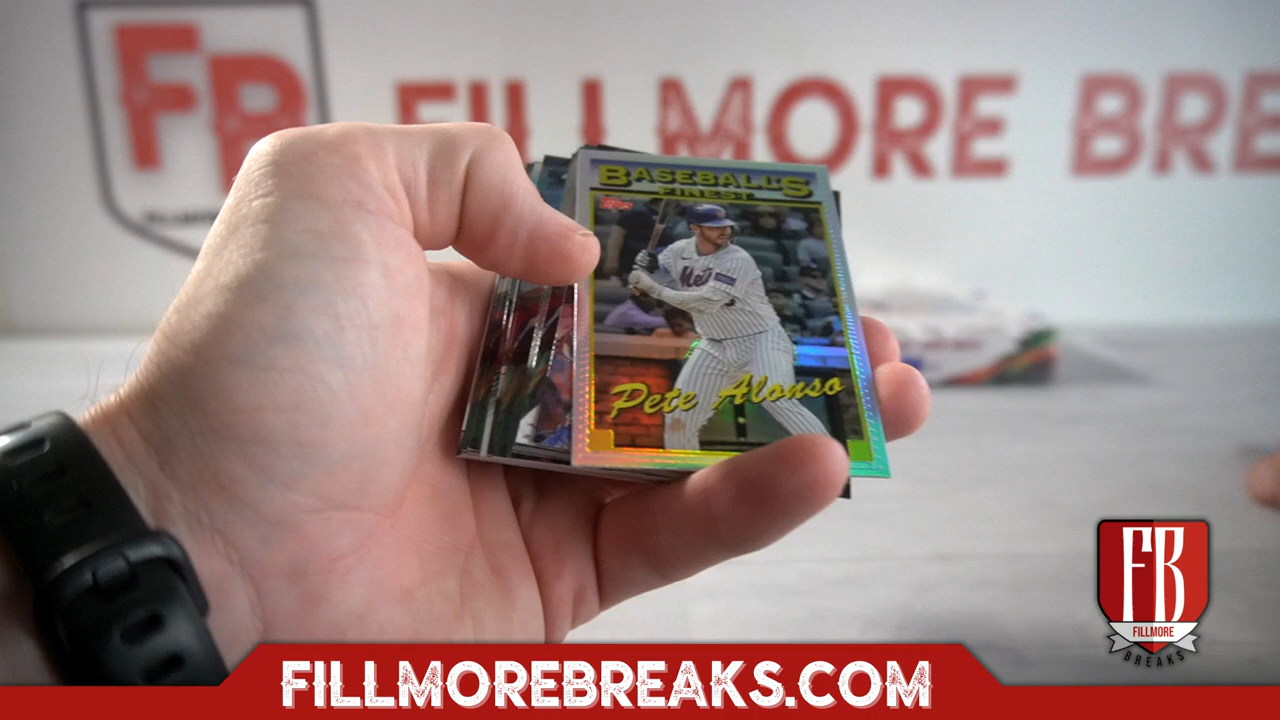 FB
FILLMORE BRE
BASEBALL'S
FINEST
Topps
Mets
Pete Alonso
FB
FILLMORE
BREAKS
FILLMOREBREAKS.COM